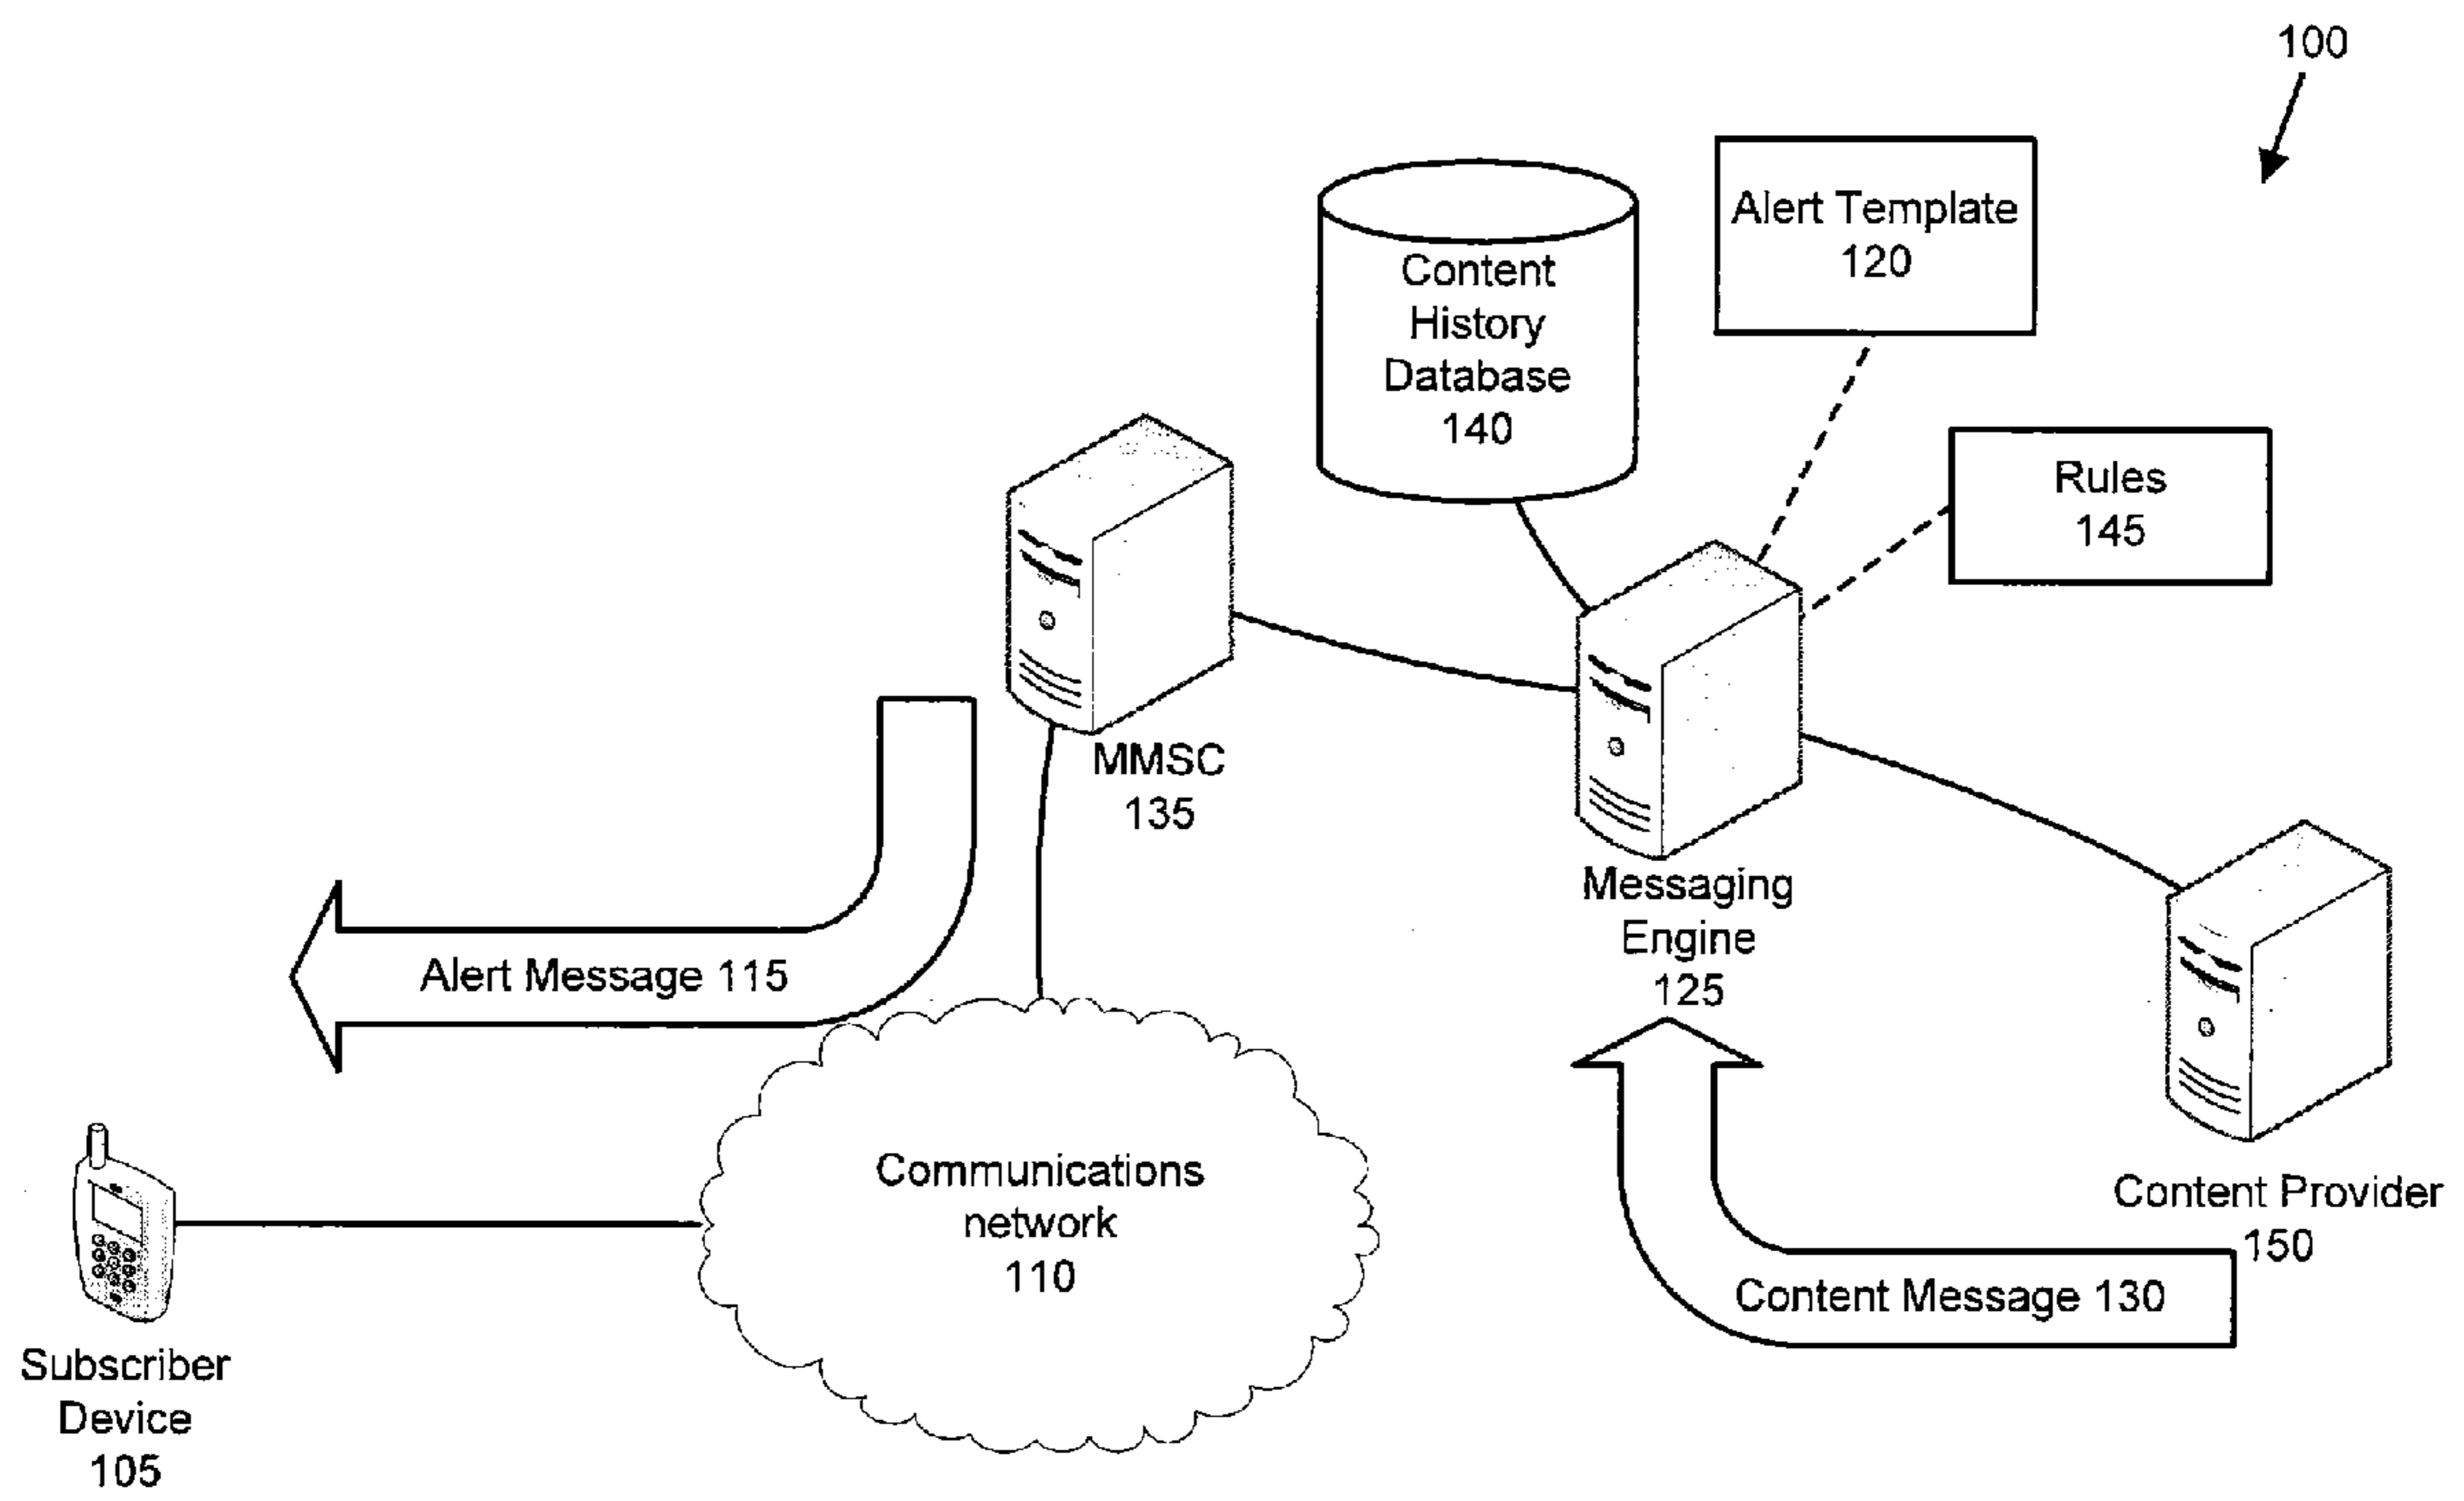 100
Alert Template
120
Content
History
Database
140
Rules
145
MMSC
135
Messaging
Engine
125
Alert Message 115
Communications
network
110
Content Provider
150
Content Message 130
Subscriber
Device
105